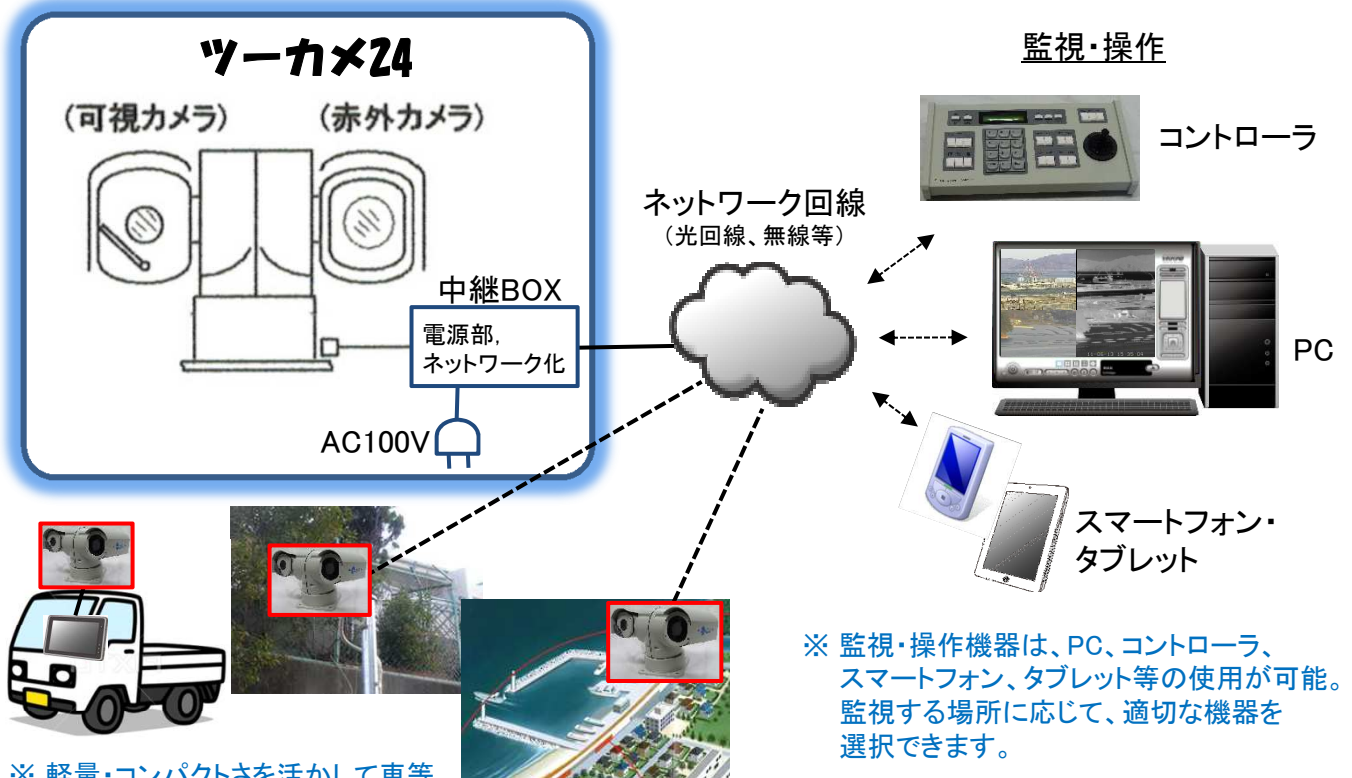 ツーカメ24
(可視カメラ)
(赤外カメラ)
中継BOX
電源部,
ネットワーク化
AC100V
ネットワーク回線
(光回線、無線等)
監視・操作
コントローラ
PC
スマートフォン・
タブレット
※ 監視・操作機器は、PC、コントローラ、
スマートフォン、タブレット等の使用が可能。
監視する場所に応じて、適切な機器を
選択できます。
※ 軽量・コンパクトさを活かして車等